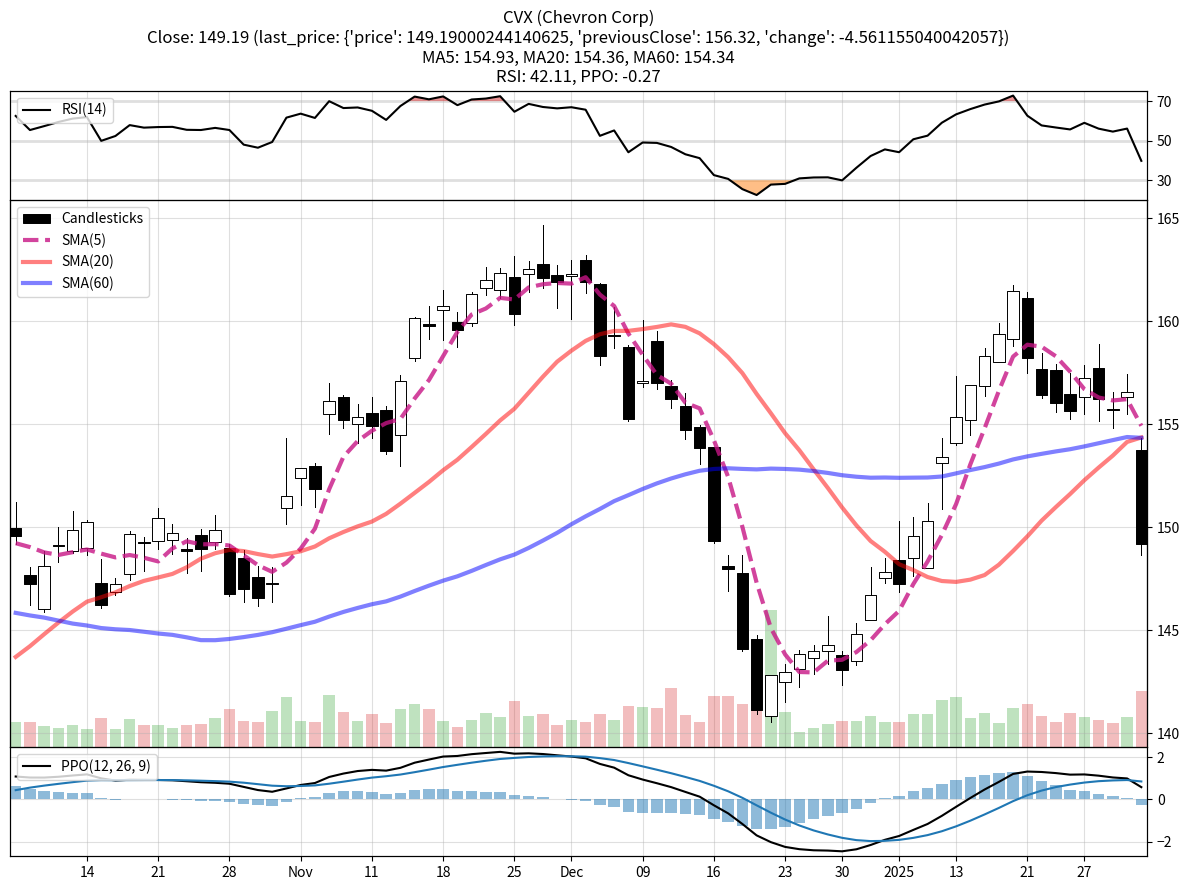 CVX (Chevron Corp)
Close: 149.19 (last_price: {'price': 149.19000244140625, 'previousClose': 156.32, 'change': -4.561155040042057})
MA5: 154.93, MA20: 154.36, MA60: 154.34
RSI: 42.11, PPO: -0.27
RSI(14)
70
50
30
Candlesticks
SMA(5)
SMA(20)
SMA(60)
165
160
155
150
145
140
PPO(12, 26, 9)
2
0
−2
14 21 28 Nov 11 18 25 Dec 09 16 23 30 2025 13 21 27